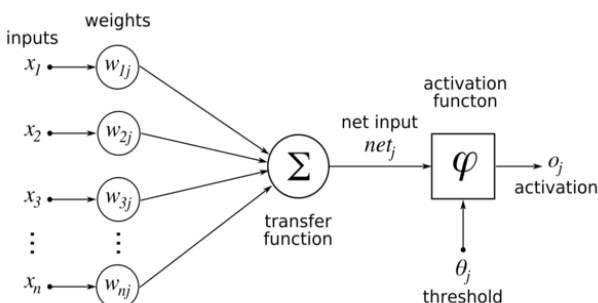 weights
inputs
x1
w1j
activation
functon
x2
w2j
net input
netj
Σ
φ
oj
activation
x3
w3j
transfer
function
⋮
⋮
θj
threshold
xn
wnj